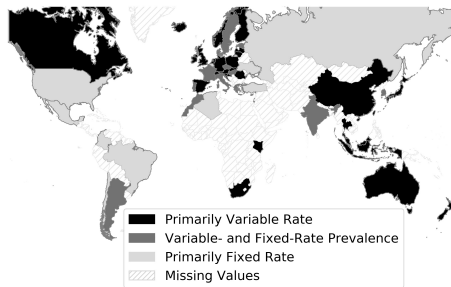 Primarily Variable Rate
Variable- and Fixed-Rate Prevalence
Primarily Fixed Rate
Missing Values